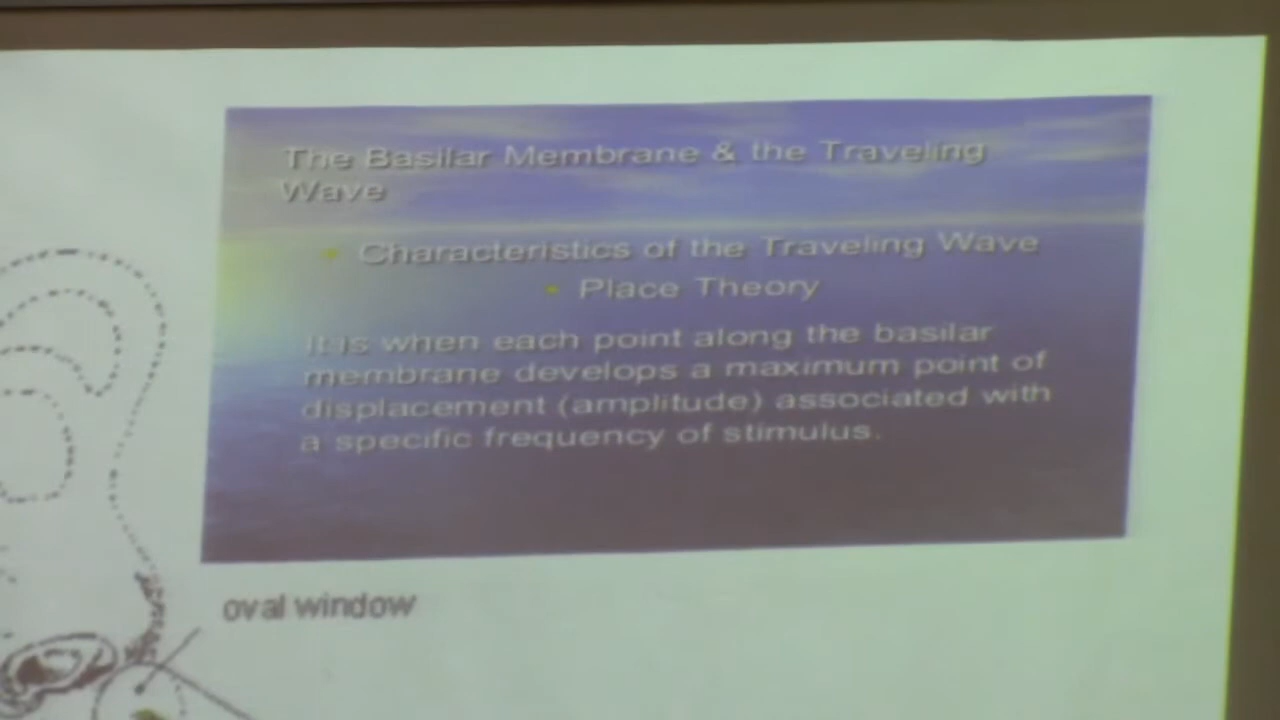 The Basilar Membrane & the Traveling
Wave
• Characteristics of the Traveling Wave
• Place Theory
It is when each point along the basilar
membrane develops a maximum point of
displacement (amplitude) associated with
a specific frequency of stimulus.
oval window